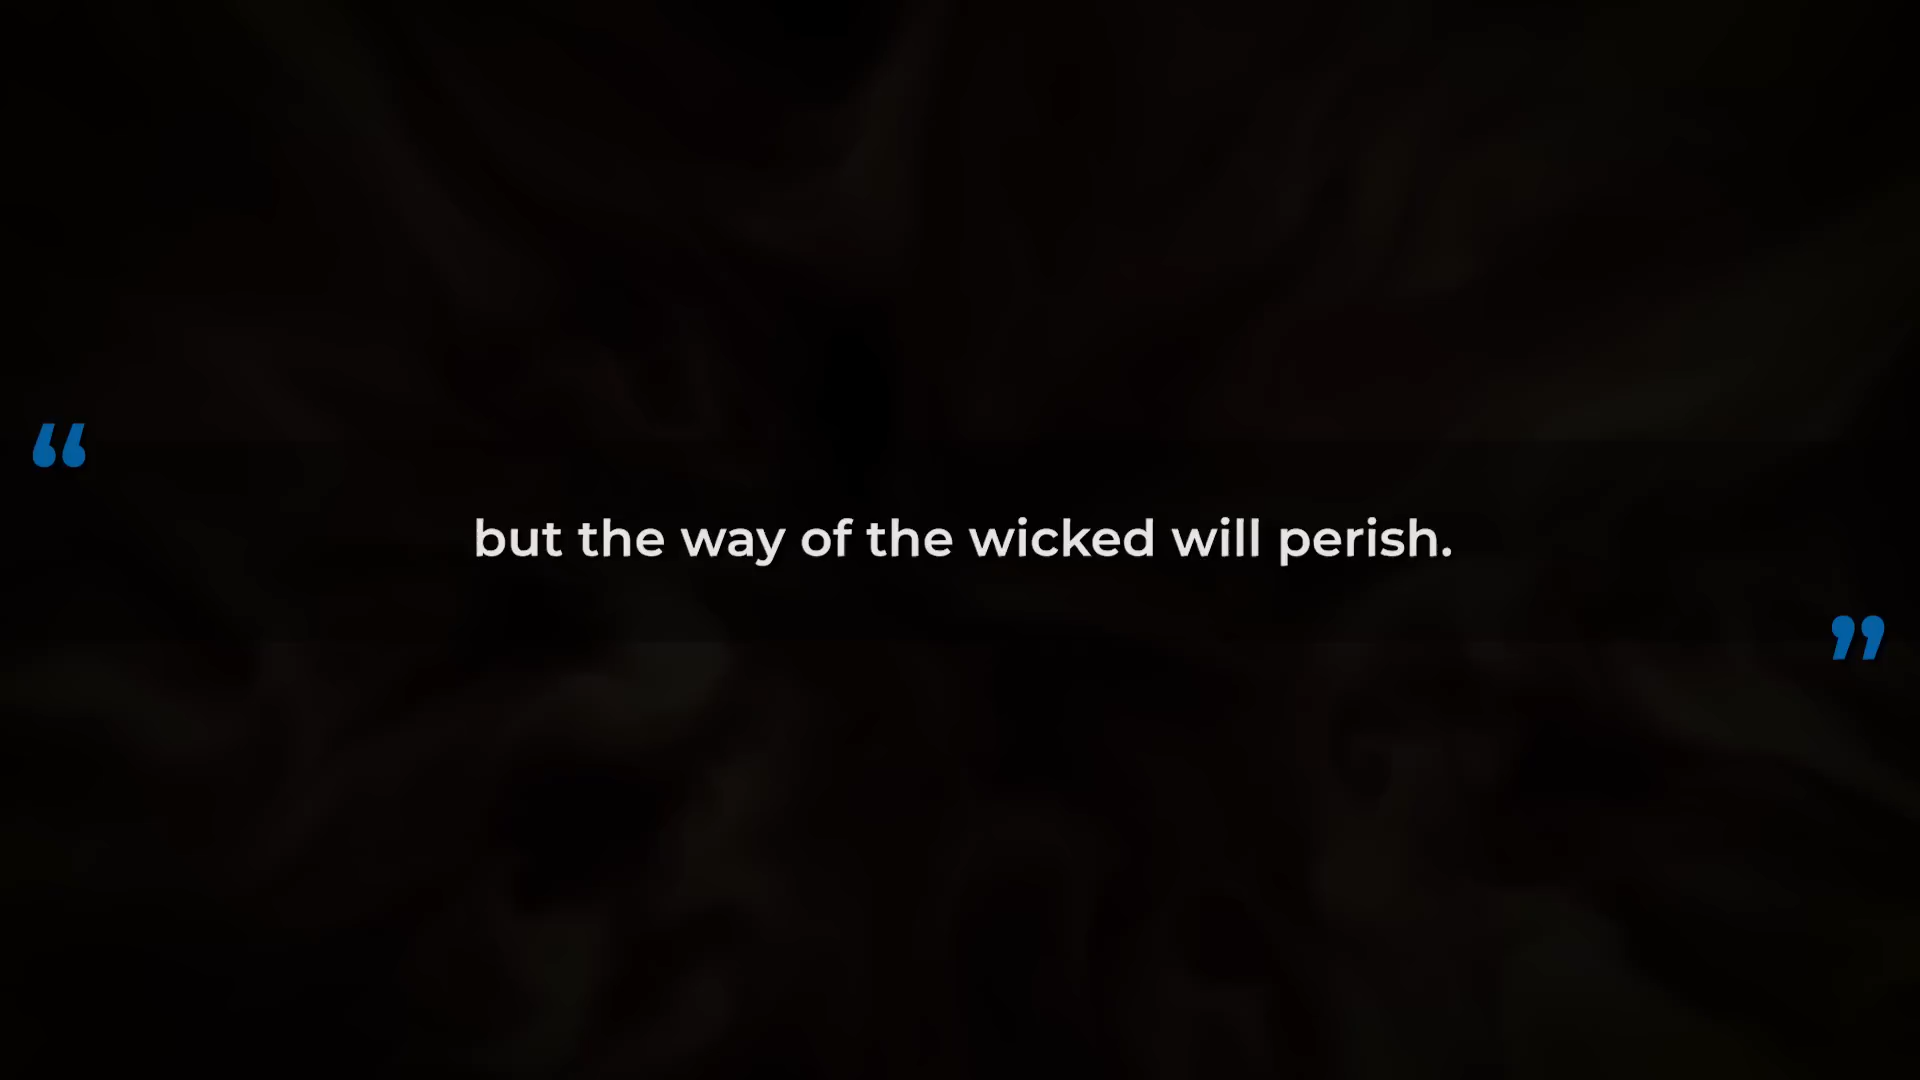 “
but the way of the wicked will perish.
”